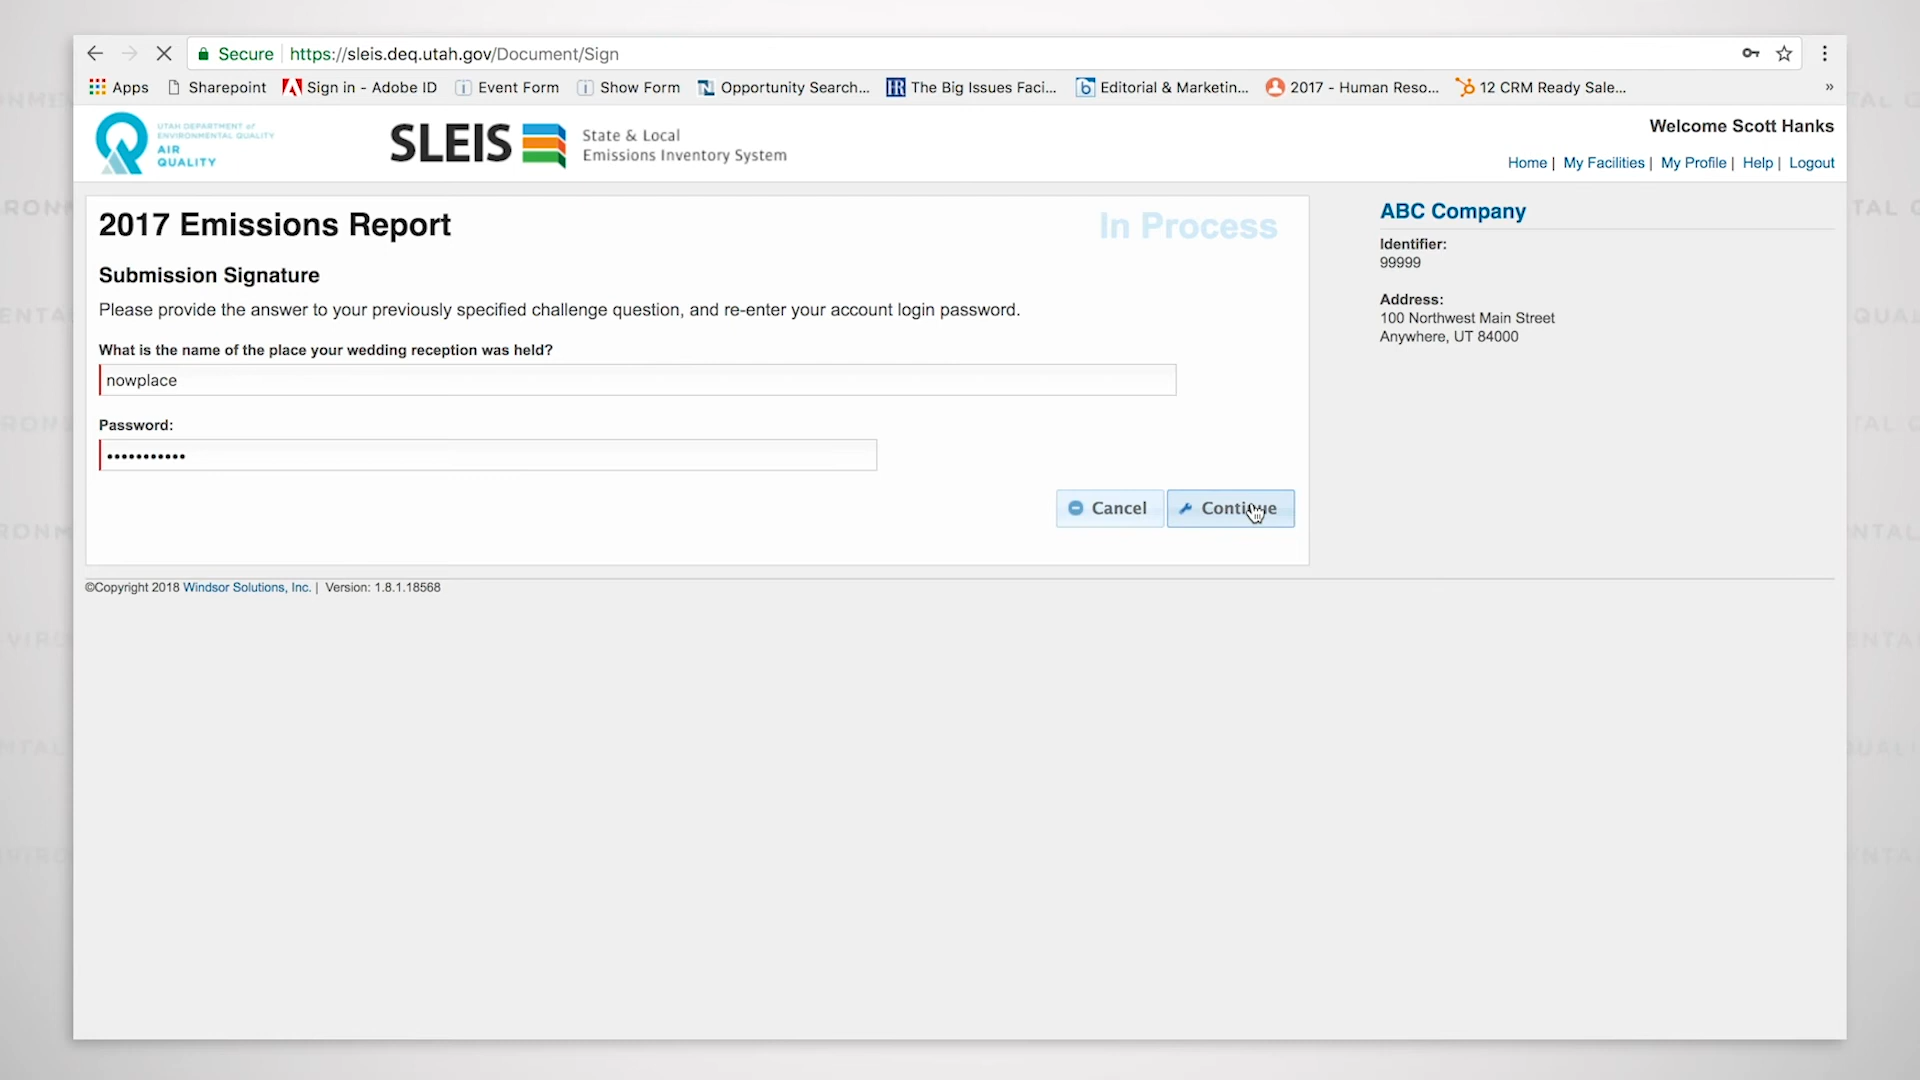 Secure https://sleis.deq.utah.gov/Document/Sign
Apps Sharepoint Sign in - Adobe ID Event Form Show Form Opportunity Search... The Big Issues Faci... Editorial & Marketin... 2017 - Human Reso... 12 CRM Ready Sale... »
UTAH DEPARTMENT of
ENVIRONMENTAL QUALITY
AIR
QUALITY
SLEIS
State & Local
Emissions Inventory System
Welcome Scott Hanks
Home | My Facilities | My Profile | Help | Logout
2017 Emissions Report
In Process
Submission Signature
Please provide the answer to your previously specified challenge question, and re-enter your account login password.
What is the name of the place your wedding reception was held?
nowplace
Password:
•••••••••••
Cancel
Continue
ABC Company
Identifier:
99999
Address:
100 Northwest Main Street
Anywhere, UT 84000
©Copyright 2018 Windsor Solutions, Inc. | Version: 1.8.1.18568